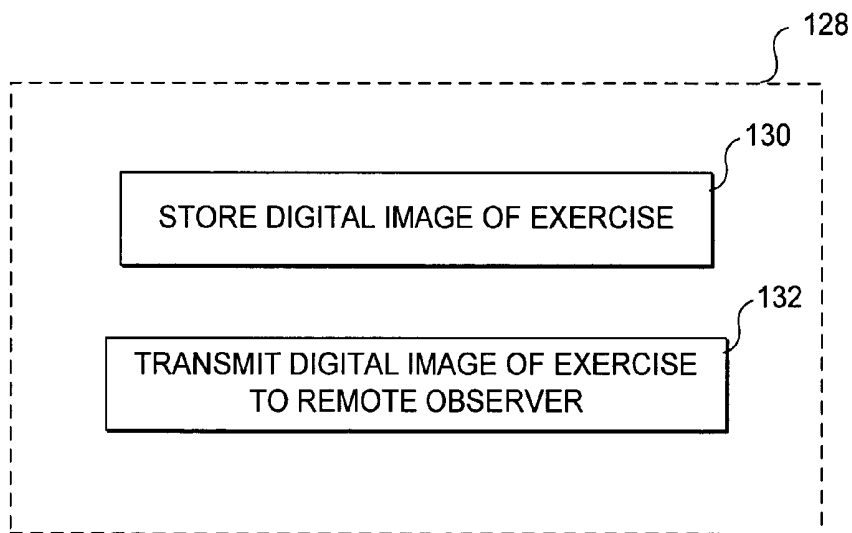 128
130
STORE DIGITAL IMAGE OF EXERCISE
132
TRANSMIT DIGITAL IMAGE OF EXERCISE
TO REMOTE OBSERVER